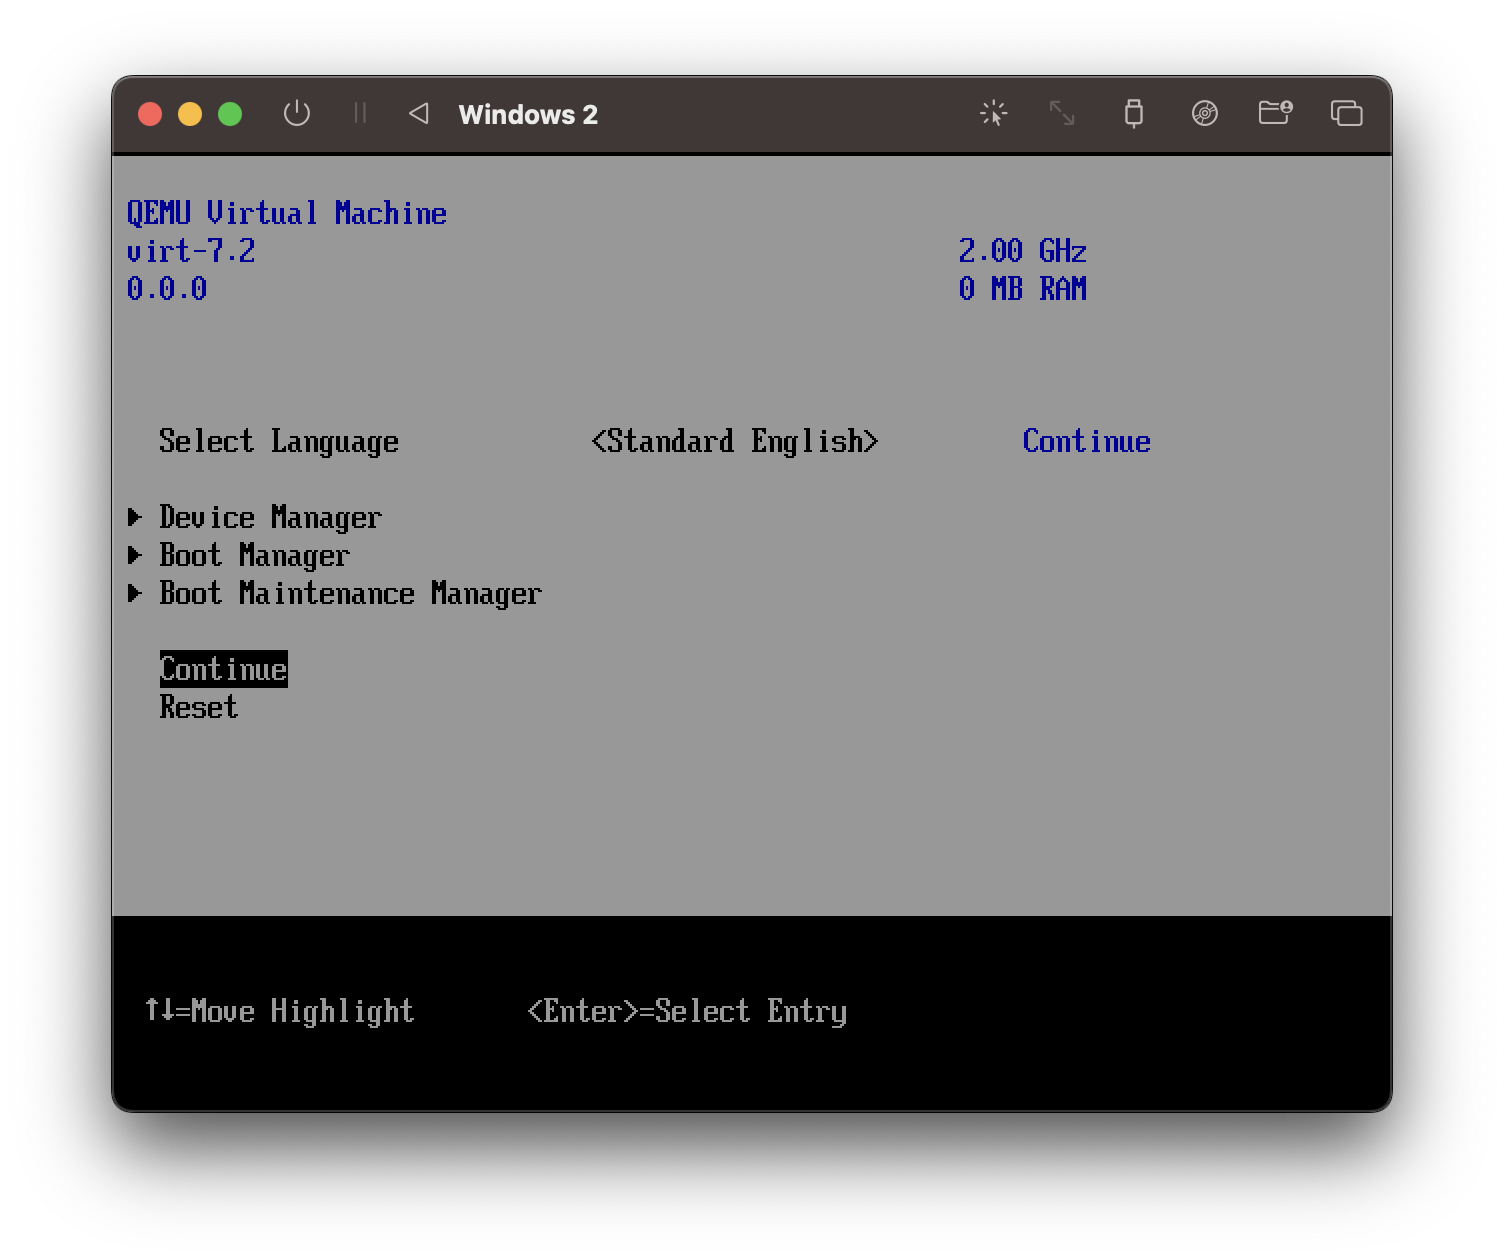 Windows 2
QEMU Virtual Machine
virt-7.2 2.00 GHz
0.0.0 0 MB RAM
Select Language <Standard English> Continue
Device Manager
Boot Manager
Boot Maintenance Manager
Continue
Reset
↑↓=Move Highlight <Enter>=Select Entry